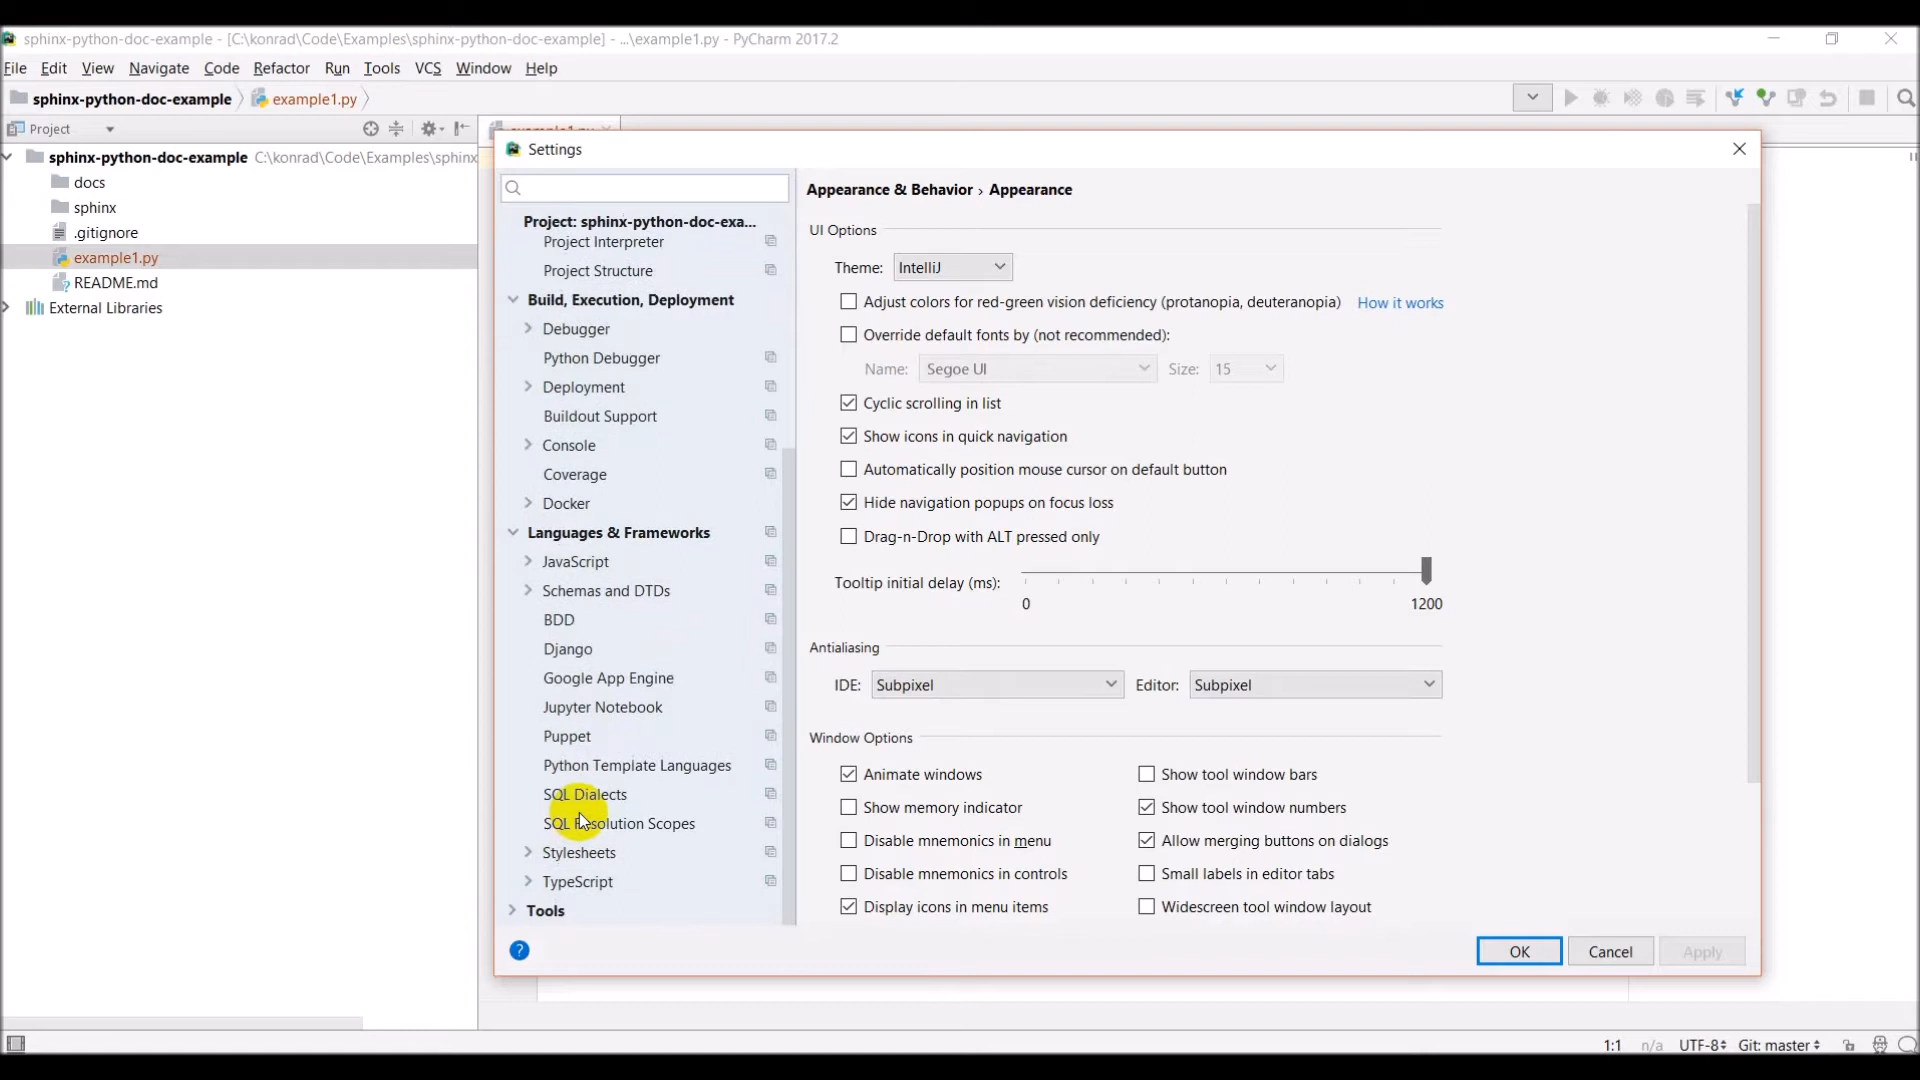 sphinx-python-doc-example - [C:\konrad\Code\Examples\sphinx-python-doc-example] - ...\example1.py - PyCharm 2017.2
File Edit View Navigate Code Refactor Run Tools VCS Window Help
sphinx-python-doc-example example1.py
Project
sphinx-python-doc-example C:\konrad\Code\Examples\sphinx
docs
sphinx
.gitignore
example1.py
README.md
External Libraries
Settings
Project: sphinx-python-doc-exa...
Project Interpreter
Project Structure
Build, Execution, Deployment
Debugger
Python Debugger
Deployment
Buildout Support
Console
Coverage
Docker
Languages & Frameworks
JavaScript
Schemas and DTDs
BDD
Django
Google App Engine
Jupyter Notebook
Puppet
Python Template Languages
SQL Dialects
SQL Resolution Scopes
Stylesheets
TypeScript
Tools
Appearance & Behavior › Appearance
UI Options
Theme: IntelliJ
Adjust colors for red-green vision deficiency (protanopia, deuteranopia) How it works
Override default fonts by (not recommended):
Name: Segoe UI Size: 15
Cyclic scrolling in list
Show icons in quick navigation
Automatically position mouse cursor on default button
Hide navigation popups on focus loss
Drag-n-Drop with ALT pressed only
Tooltip initial delay (ms):
0 1200
Antialiasing
IDE: Subpixel Editor: Subpixel
Window Options
Animate windows Show tool window bars
Show memory indicator Show tool window numbers
Disable mnemonics in menu Allow merging buttons on dialogs
Disable mnemonics in controls Small labels in editor tabs
Display icons in menu items Widescreen tool window layout
? OK Cancel Apply
1:1 n/a UTF-8 Git: master